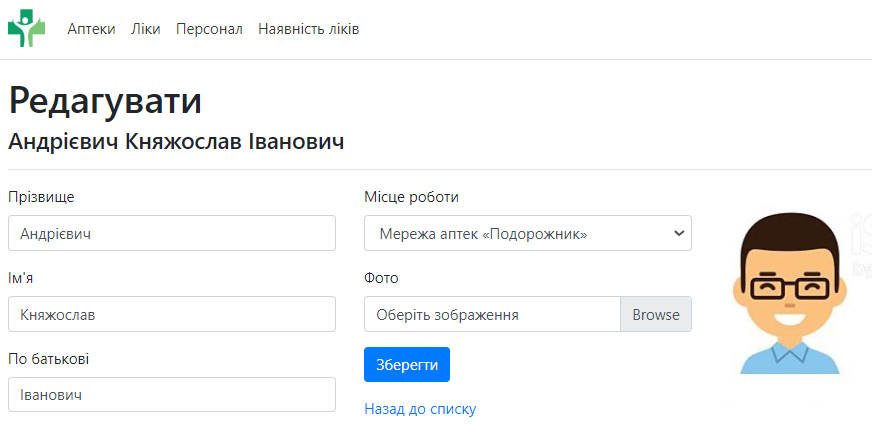 Аптеки Ліки Персонал Наявність ліків
Редагувати
Андрієвич Княжослав Іванович
Прізвище
Андрієвич
Ім'я
Княжослав
По батькові
Іванович
Місце роботи
Мережа аптек «Подорожник»
Фото
Оберіть зображення Browse
Зберегти
Назад до списку